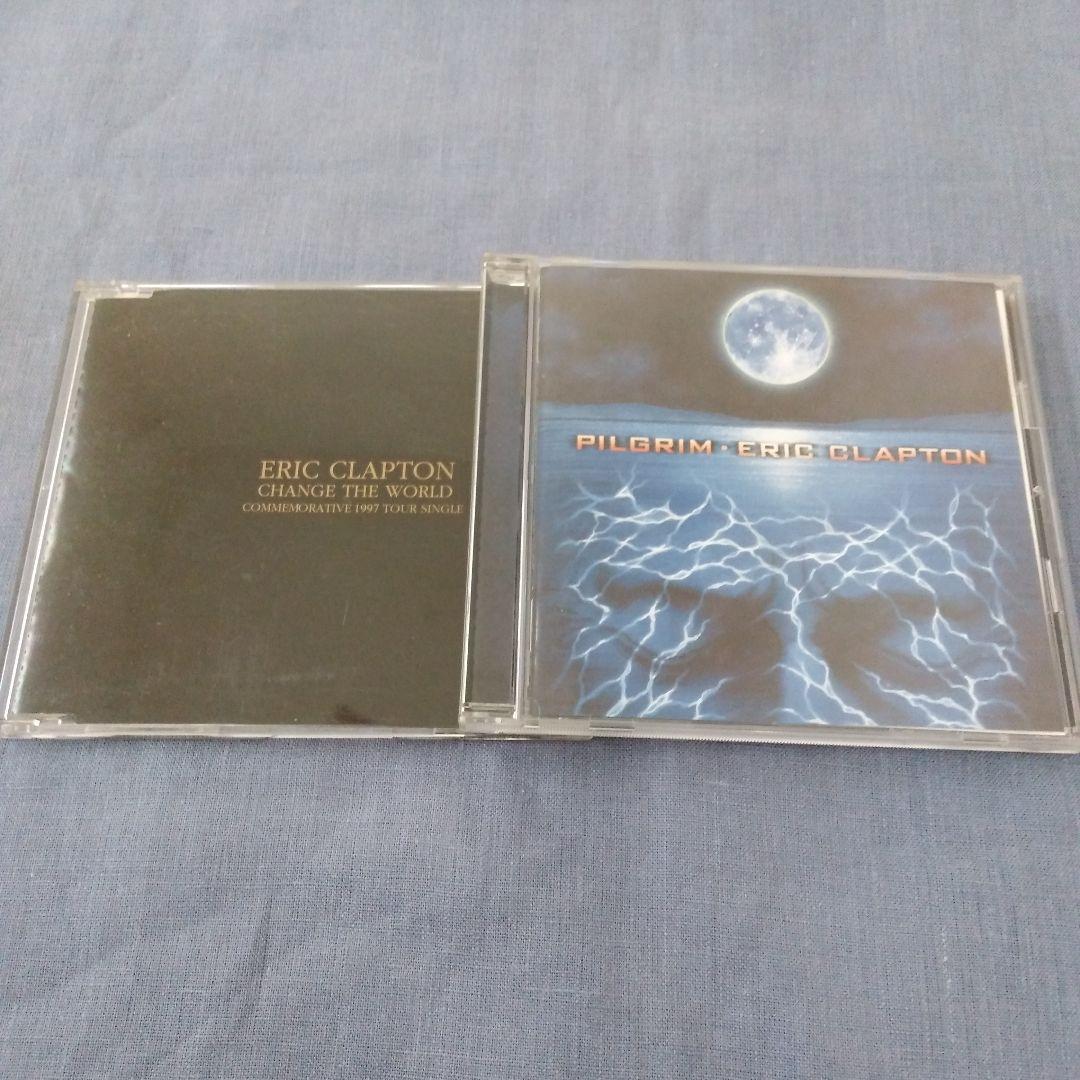 ERIC CLAPTON
CHANGE THE WORLD
COMMEMORATIVE 1997 TOUR SINGLE
PILGRIM · ERIC CLAPTON